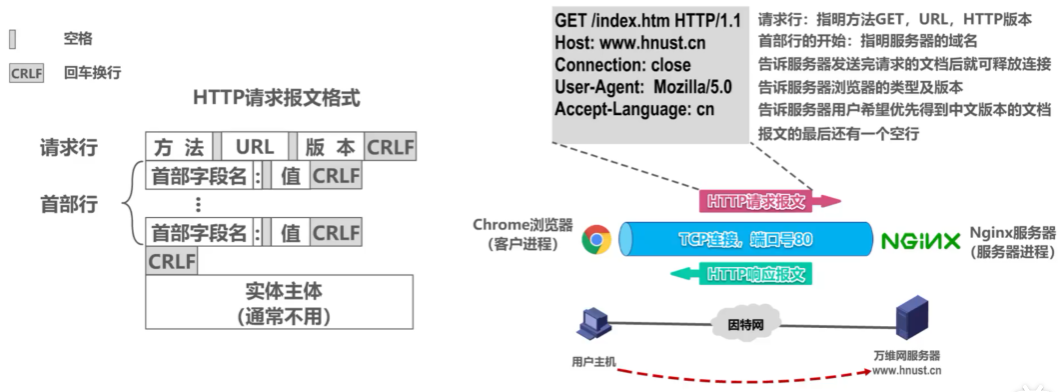 空格
CRLF 回车换行
HTTP请求报文格式
请求行 方 法 URL 版 本 CRLF
首部行
首部字段名 : 值 CRLF
⋮
首部字段名 : 值 CRLF
CRLF
实体主体
(通常不用)
GET /index.htm HTTP/1.1 请求行：指明方法GET，URL，HTTP版本
Host: www.hnust.cn 首部行的开始：指明服务器的域名
Connection: close 告诉服务器发送完请求的文档后就可释放连接
User-Agent: Mozilla/5.0 告诉服务器浏览器的类型及版本
Accept-Language: cn 告诉服务器用户希望优先得到中文版本的文档
报文的最后还有一个空行
HTTP请求报文
Chrome浏览器
（客户进程）
TCP连接，端口号80
NGINX
Nginx服务器
（服务器进程）
HTTP响应报文
因特网
用户主机
万维网服务器
www.hnust.cn